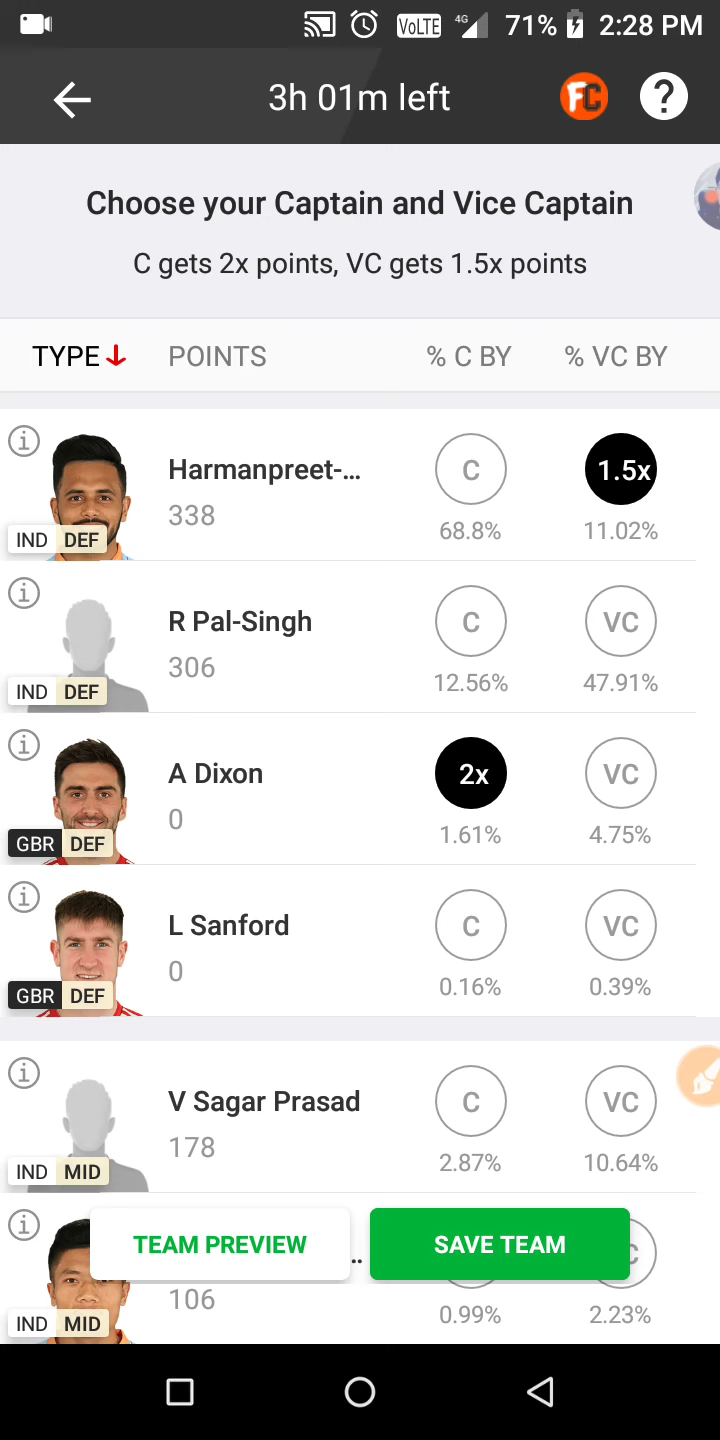 VoLTE 4G 71% 2:28 PM
3h 01m left FC ?
Choose your Captain and Vice Captain
C gets 2x points, VC gets 1.5x points
TYPE POINTS % C BY % VC BY
Harmanpreet-... C 1.5x
338
IND DEF 68.8% 11.02%
R Pal-Singh C VC
306
IND DEF 12.56% 47.91%
A Dixon 2x VC
0
GBR DEF 1.61% 4.75%
L Sanford C VC
0
GBR DEF 0.16% 0.39%
V Sagar Prasad C VC
178
IND MID 2.87% 10.64%
TEAM PREVIEW .. SAVE TEAM C
106
IND MID 0.99% 2.23%